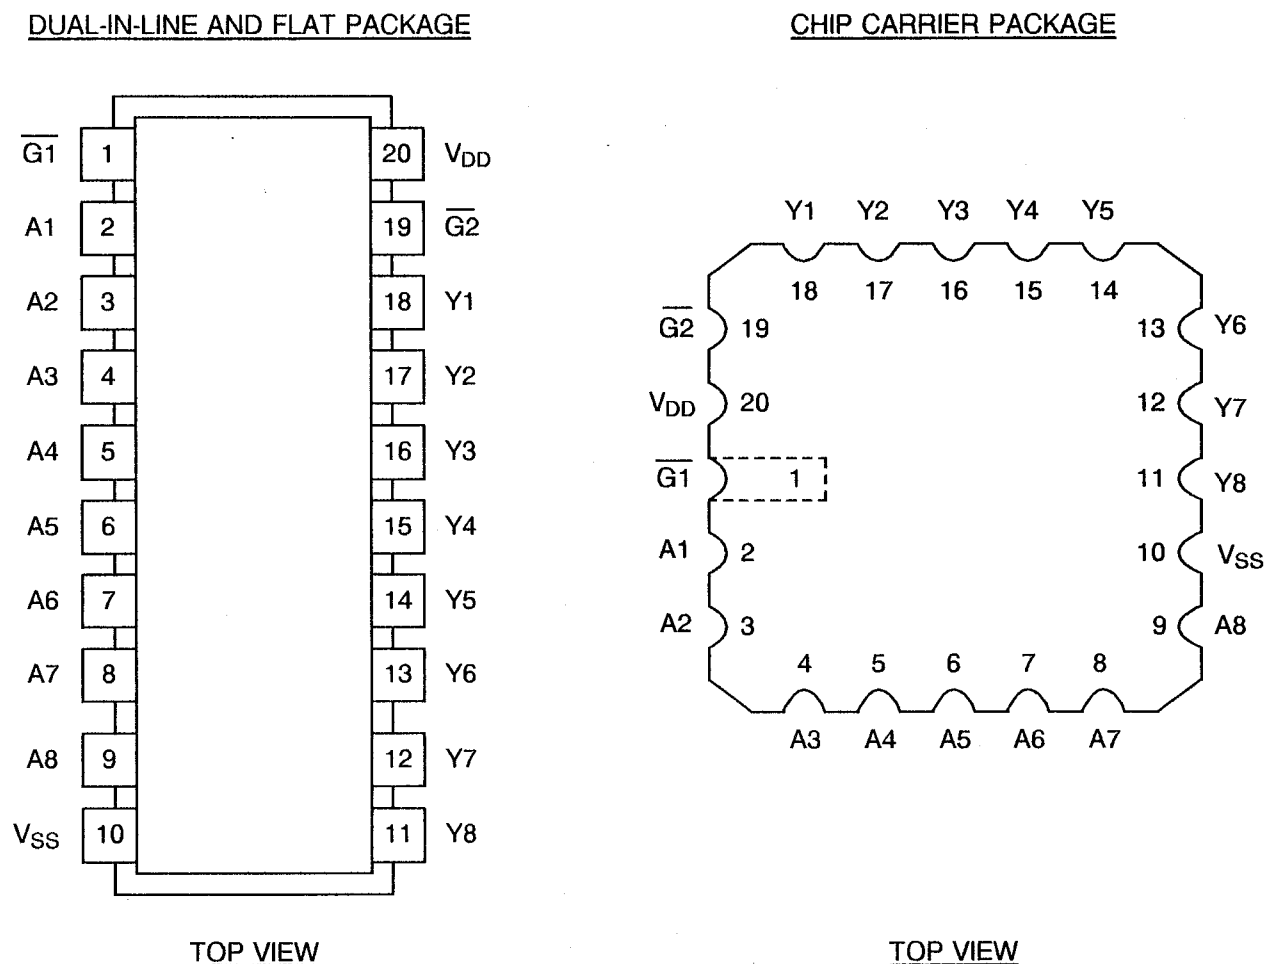 DUAL-IN-LINE AND FLAT PACKAGE
G1 1 20 VDD
A1 2 19 G2
A2 3 18 Y1
A3 4 17 Y2
A4 5 16 Y3
A5 6 15 Y4
A6 7 14 Y5
A7 8 13 Y6
A8 9 12 Y7
VSS 10 11 Y8
TOP VIEW
CHIP CARRIER PACKAGE
Y1 Y2 Y3 Y4 Y5
18 17 16 15 14
G2 19 13 Y6
VDD 20 12 Y7
G1 1 11 Y8
A1 2 10 VSS
A2 3 9 A8
4 5 6 7 8
A3 A4 A5 A6 A7
TOP VIEW